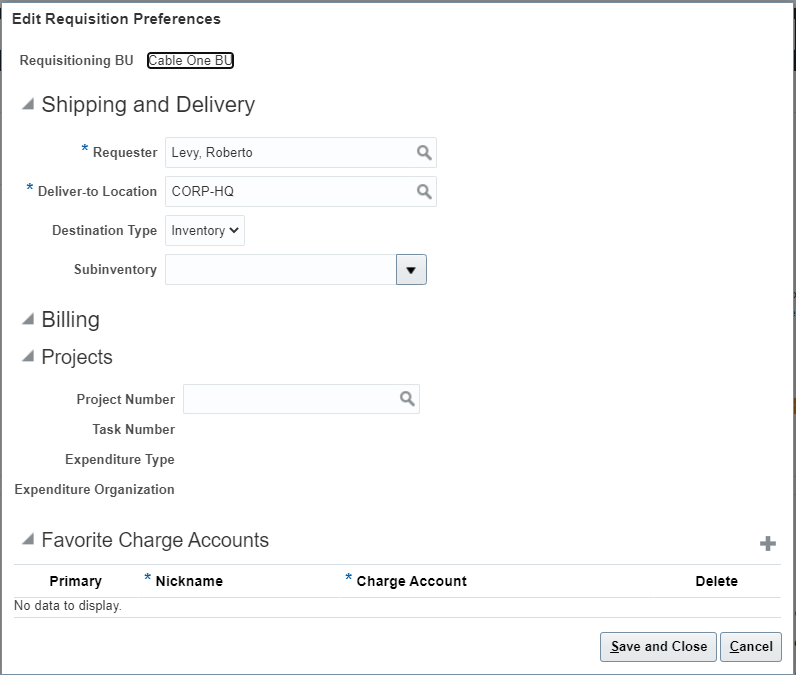 Edit Requisition Preferences
Requisitioning BU Cable One BU
Shipping and Delivery
* Requester Levy, Roberto
* Deliver-to Location CORP-HQ
Destination Type Inventory
Subinventory
Billing
Projects
Project Number
Task Number
Expenditure Type
Expenditure Organization
Favorite Charge Accounts
Primary * Nickname * Charge Account Delete
No data to display.
Save and Close Cancel